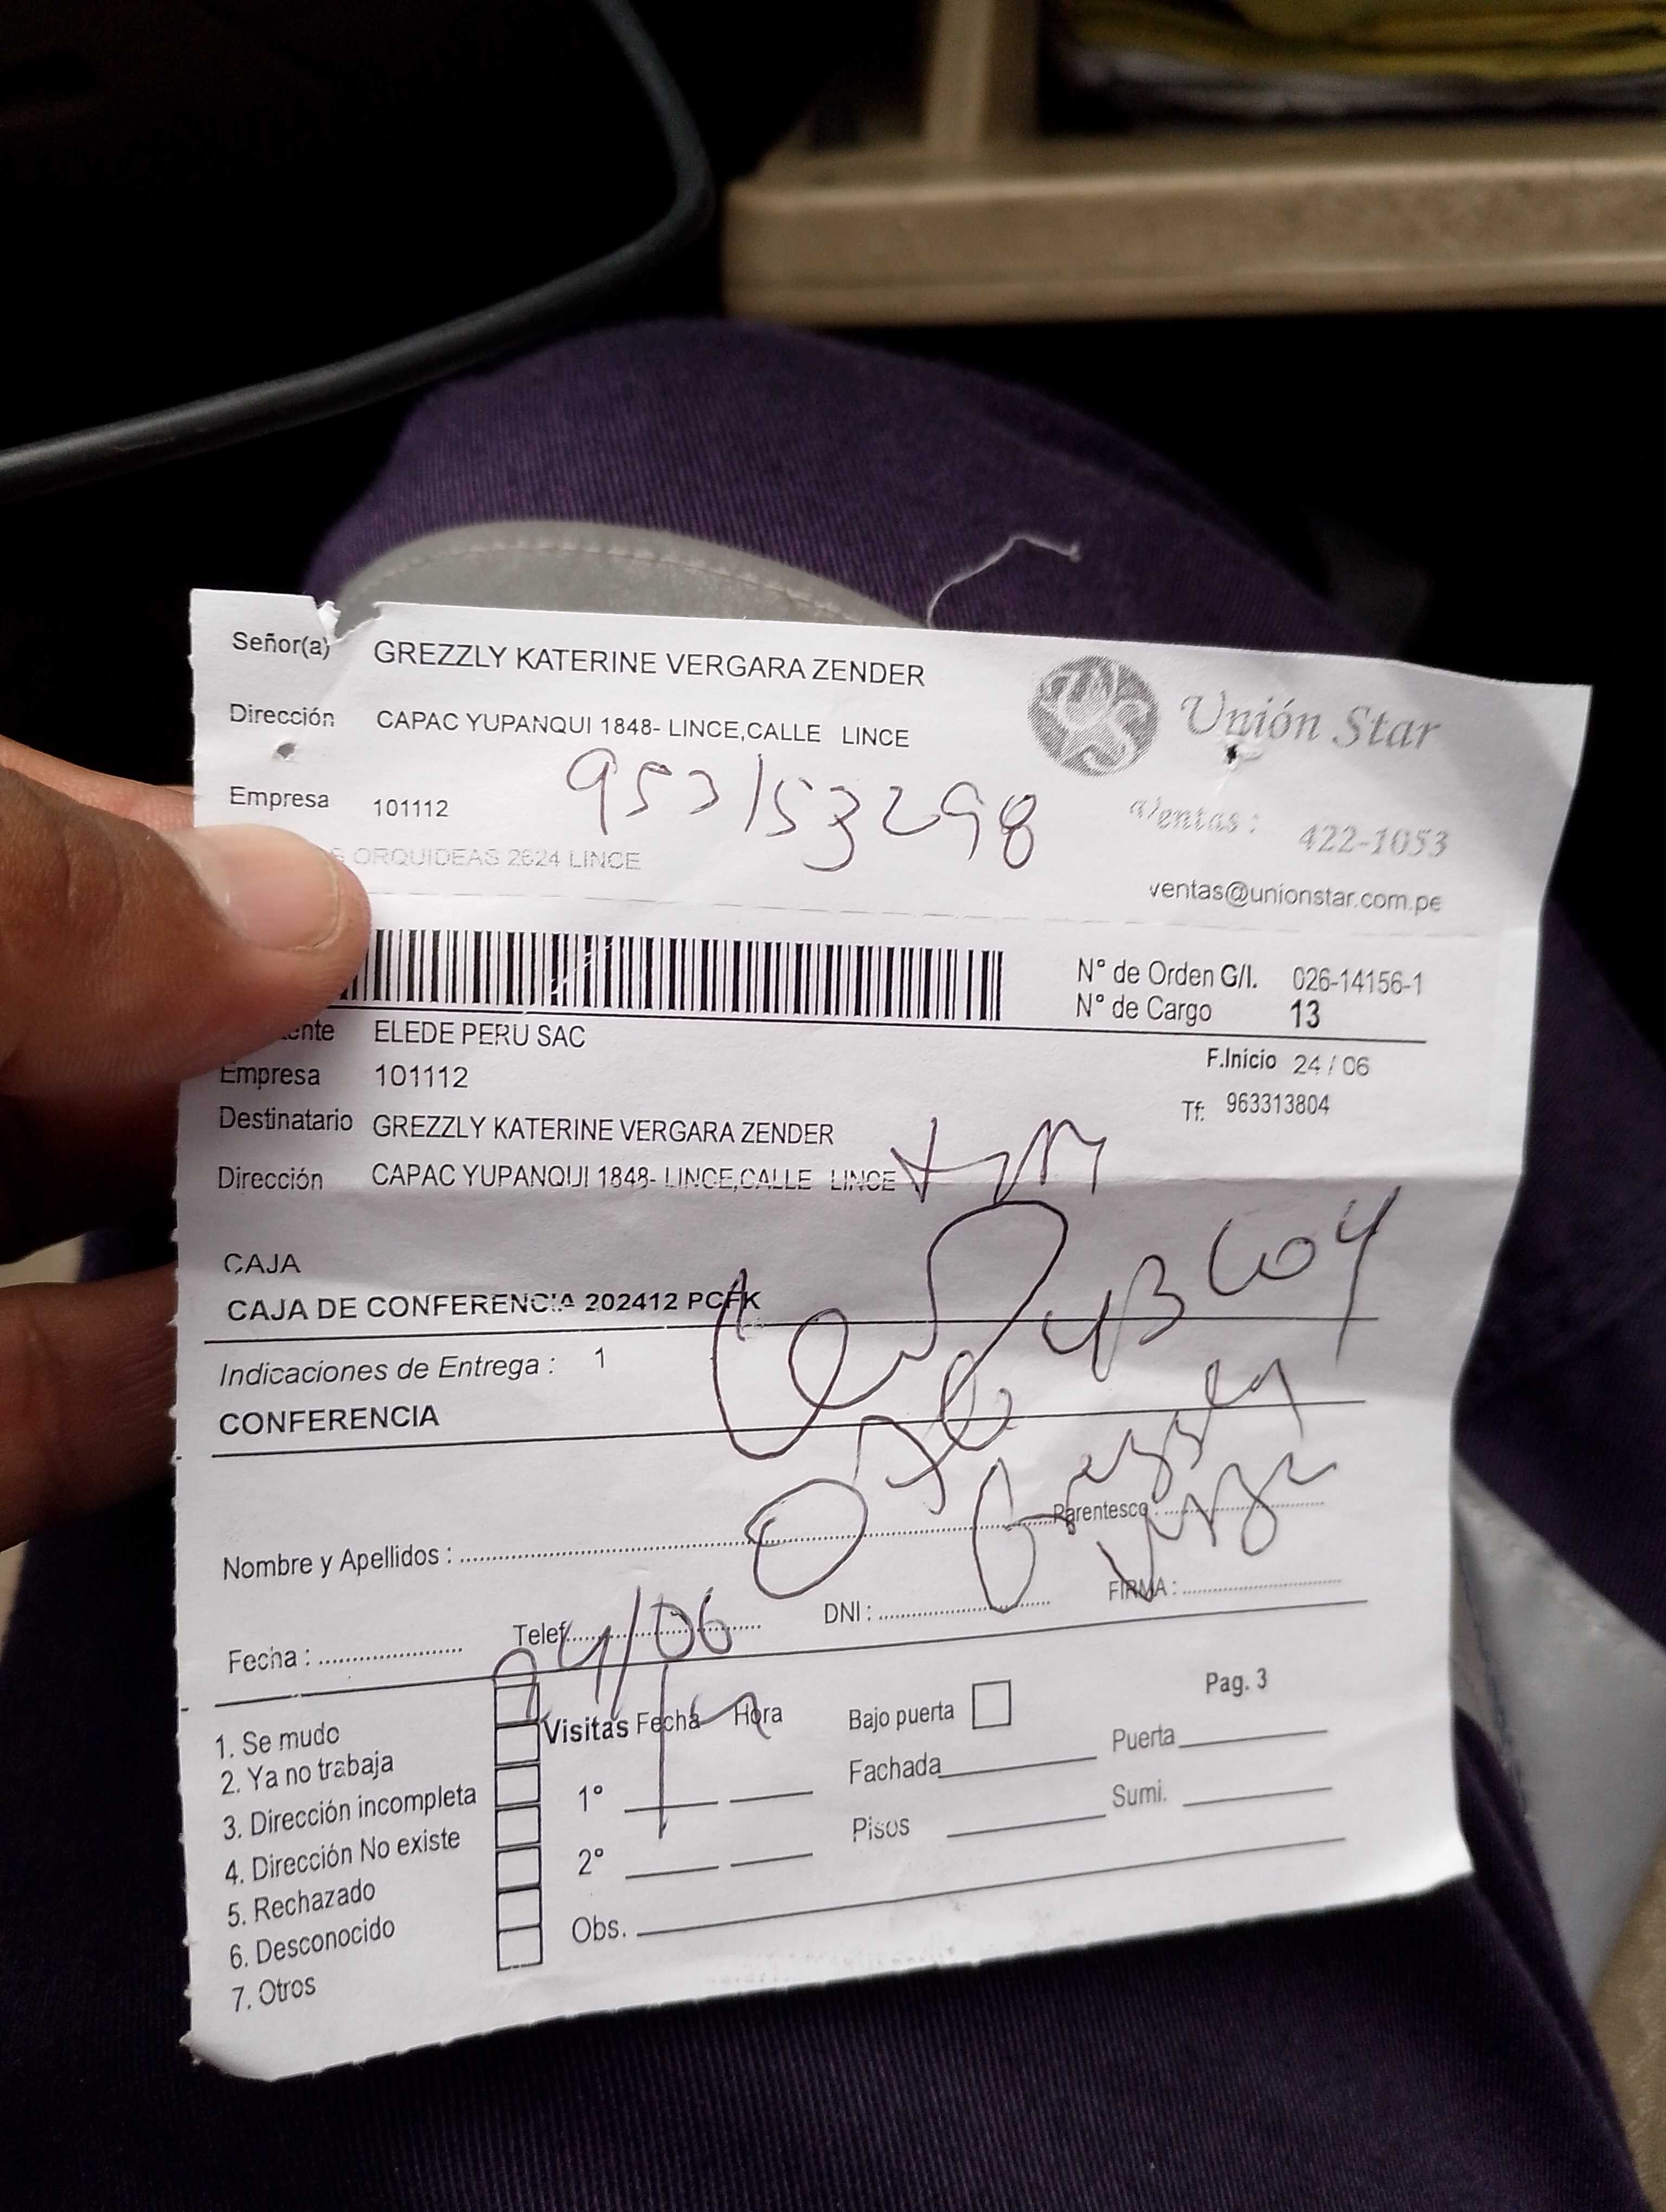 Señor(a) GREZZLY KATERINE VERGARA ZENDER
Unión Star
Dirección CAPAC YUPANQUI 1848- LINCE,CALLE LINCE
953153298
Empresa 101112
Ventas: 422-1053
ORQUIDEAS 2624 LINCE
ventas@unionstar.com.pe
N° de Orden G/I. 026-14156-1
N° de Cargo 13
ELEDE PERU SAC
F.Inicio 24 / 06
Empresa 101112
Tf: 963313804
Destinatario GREZZLY KATERINE VERGARA ZENDER
Dirección CAPAC YUPANQUI 1848- LINCE,CALLE LINCE
CAJA
CAJA DE CONFERENCIA 202412 PCFK
Indicaciones de Entrega : 1
CONFERENCIA
Grezzly
Nombre y Apellidos : Parentesco :
Fecha : Telef. DNI : FIRMA :
24/06
Pag. 3
1. Se mudo
2. Ya no trabaja
3. Dirección incompleta
4. Dirección No existe
5. Rechazado
6. Desconocido
7. Otros
Visitas Fecha Hora
1°
2°
Obs.
Bajo puerta
Fachada Puerta
Pisos Sumi.